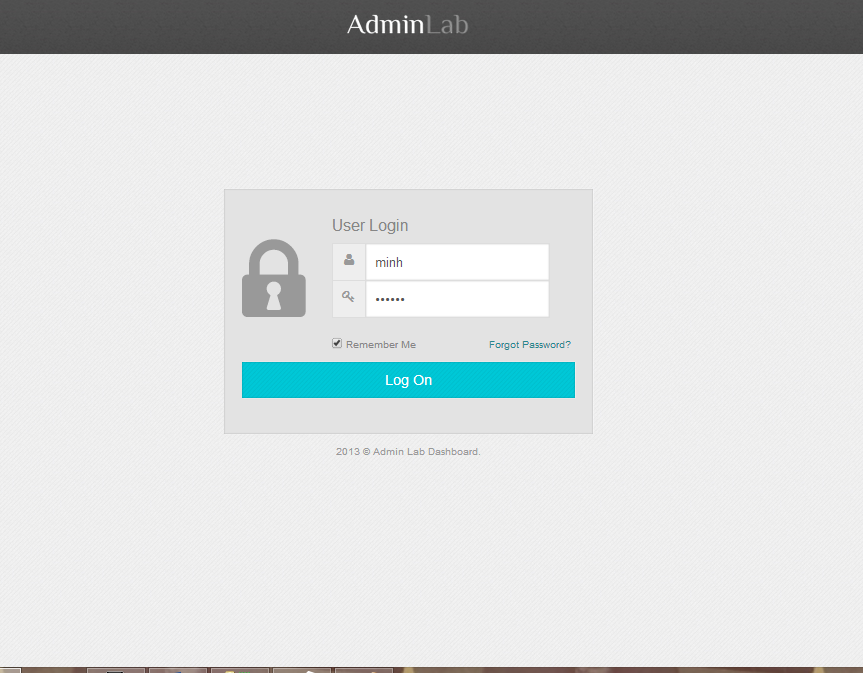 AdminLab
User Login
minh
••••••
Remember Me
Forgot Password?
Log On
2013 © Admin Lab Dashboard.